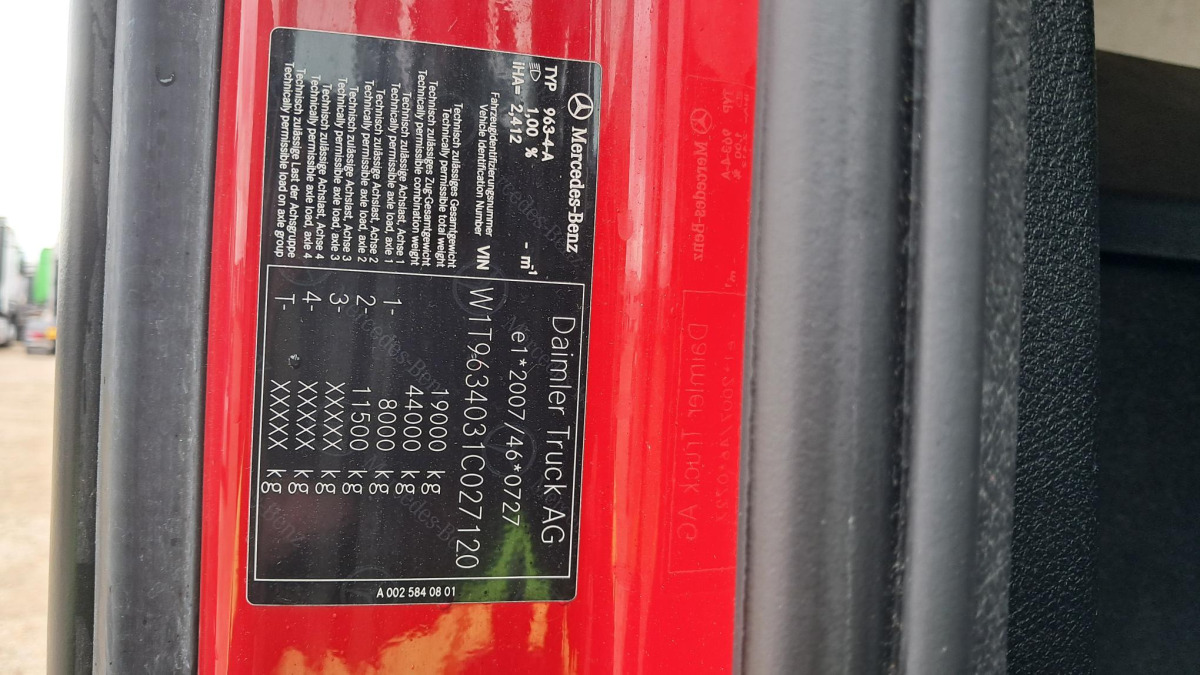 Mercedes-Benz
Daimler Truck AG
TYP 963-4-A
1,00 % - m⁻¹
e1*2007/46*0727
iHA= 2,412
Fahrzeugidentifizierungsnummer
Vehicle Identification Number VIN W1T9634031C027120
Technisch zulässiges Gesamtgewicht
Technically permissible total weight 19000 kg
Technisch zulässiges Zug-Gesamtgewicht
Technically permissible combination weight 44000 kg
Technisch zulässige Achslast, Achse 1
Technically permissible axle load, axle 1 1- 8000 kg
Technisch zulässige Achslast, Achse 2
Technically permissible axle load, axle 2 2- 11500 kg
Technisch zulässige Achslast, Achse 3
Technically permissible axle load, axle 3 3- XXXXX kg
Technisch zulässige Achslast, Achse 4
Technically permissible axle load, axle 4 4- XXXXX kg
Technisch zulässige Last der Achsgruppe
Technically permissible load on axle group T- XXXXX kg
A 002 584 08 01